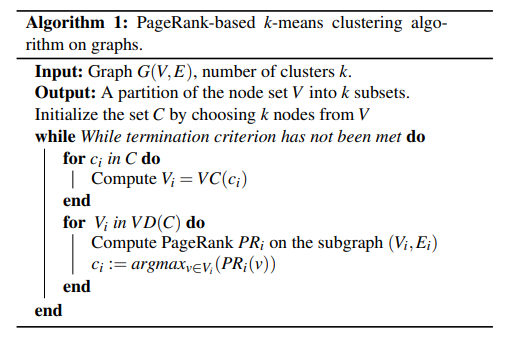 Algorithm 1: PageRank-based k-means clustering algo-
rithm on graphs.
Input: Graph G(V,E), number of clusters k.
Output: A partition of the node set V into k subsets.
Initialize the set C by choosing k nodes from V
while While termination criterion has not been met do
for c_i in C do
Compute V_i = VC(c_i)
end
for V_i in VD(C) do
Compute PageRank PR_i on the subgraph (V_i,E_i)
c_i := argmax_{v∈V_i}(PR_i(v))
end
end